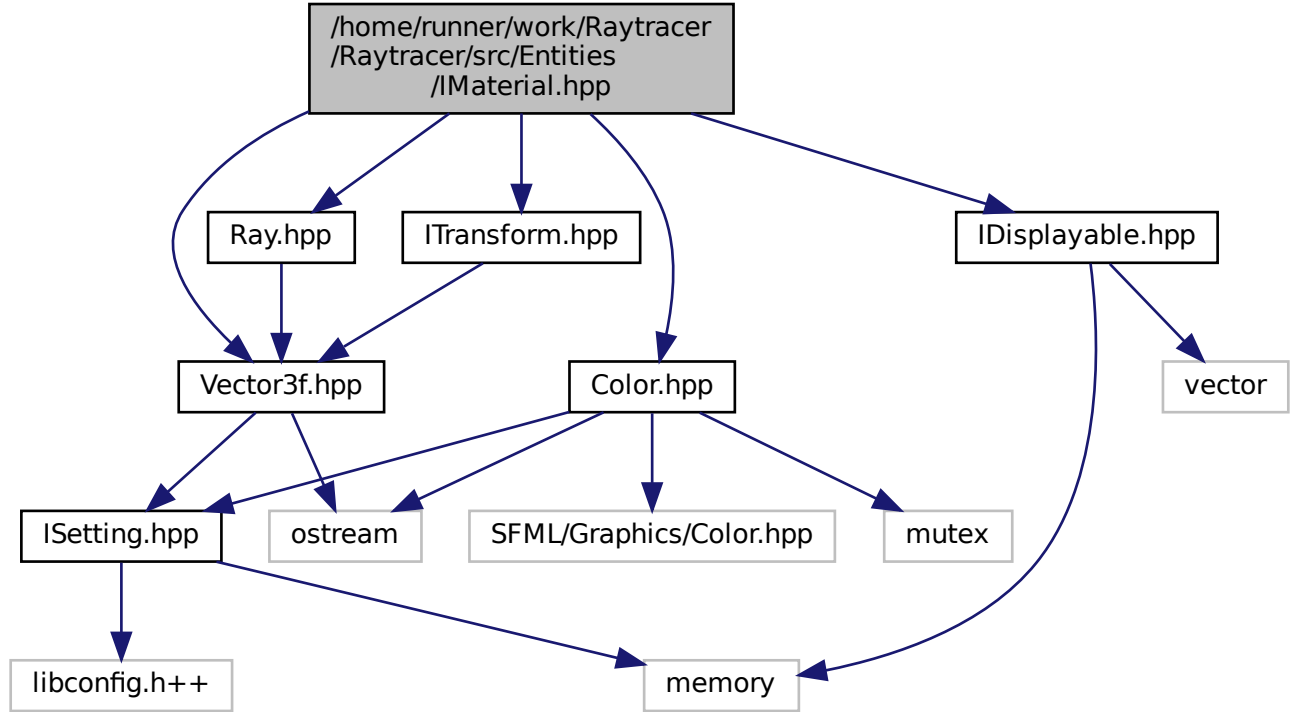 /home/runner/work/Raytracer
/Raytracer/src/Entities
/IMaterial.hpp
Ray.hpp
ITransform.hpp
IDisplayable.hpp
Vector3f.hpp
Color.hpp
vector
ISetting.hpp
ostream
SFML/Graphics/Color.hpp
mutex
libconfig.h++
memory